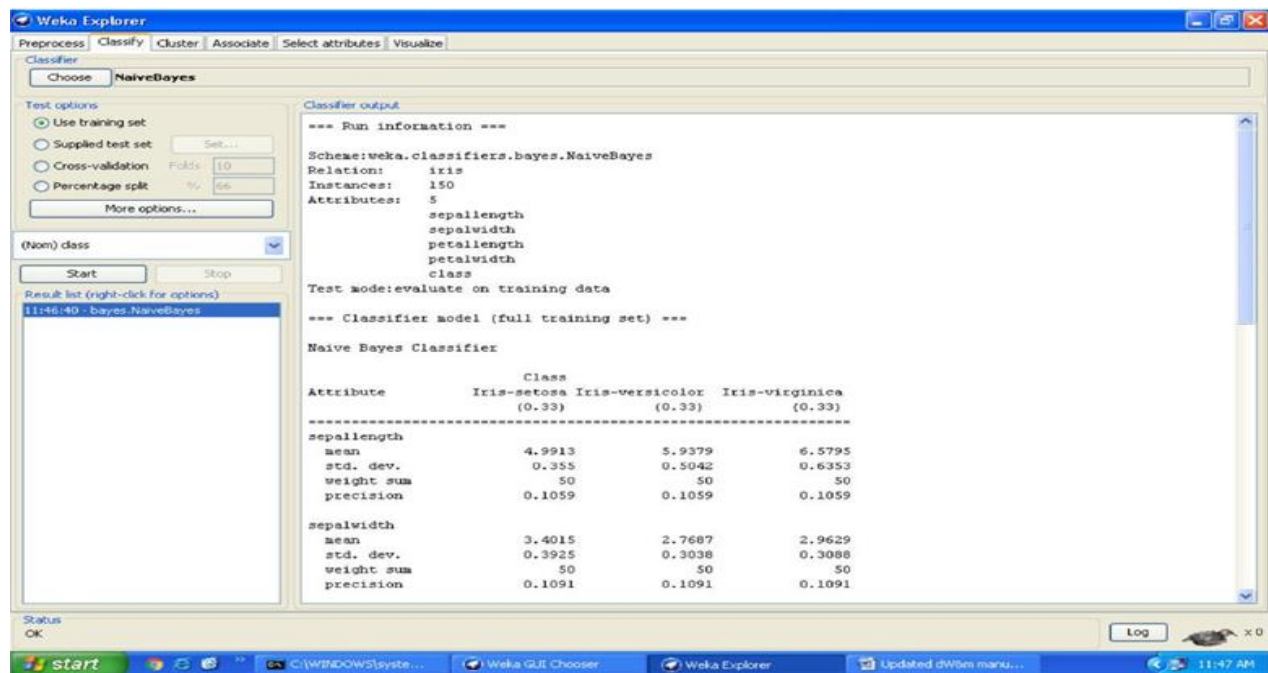 Weka Explorer
Preprocess Classify Cluster Associate Select attributes Visualize
Classifier
Choose NaiveBayes
Test options
Use training set
Supplied test set Set...
Cross-validation Folds 10
Percentage split % 66
More options...
(Nom) class
Start Stop
Result list (right-click for options)
11:46:40 - bayes.NaiveBayes
Classifier output
=== Run information ===
Scheme:weka.classifiers.bayes.NaiveBayes
Relation: iris
Instances: 150
Attributes: 5
sepallength
sepalwidth
petallength
petalwidth
class
Test mode:evaluate on training data
=== Classifier model (full training set) ===
Naive Bayes Classifier
Class
Attribute Iris-setosa Iris-versicolor Iris-virginica
(0.33) (0.33) (0.33)
===============================================================
sepallength
mean 4.9913 5.9379 6.5795
std. dev. 0.355 0.5042 0.6353
weight sum 50 50 50
precision 0.1059 0.1059 0.1059
sepalwidth
mean 3.4015 2.7687 2.9629
std. dev. 0.3925 0.3038 0.3088
weight sum 50 50 50
precision 0.1091 0.1091 0.1091
Status
OK
Log x 0
start C:\WINDOWS\syste... Weka GUI Chooser Weka Explorer Updated dWdm manu... 11:47 AM